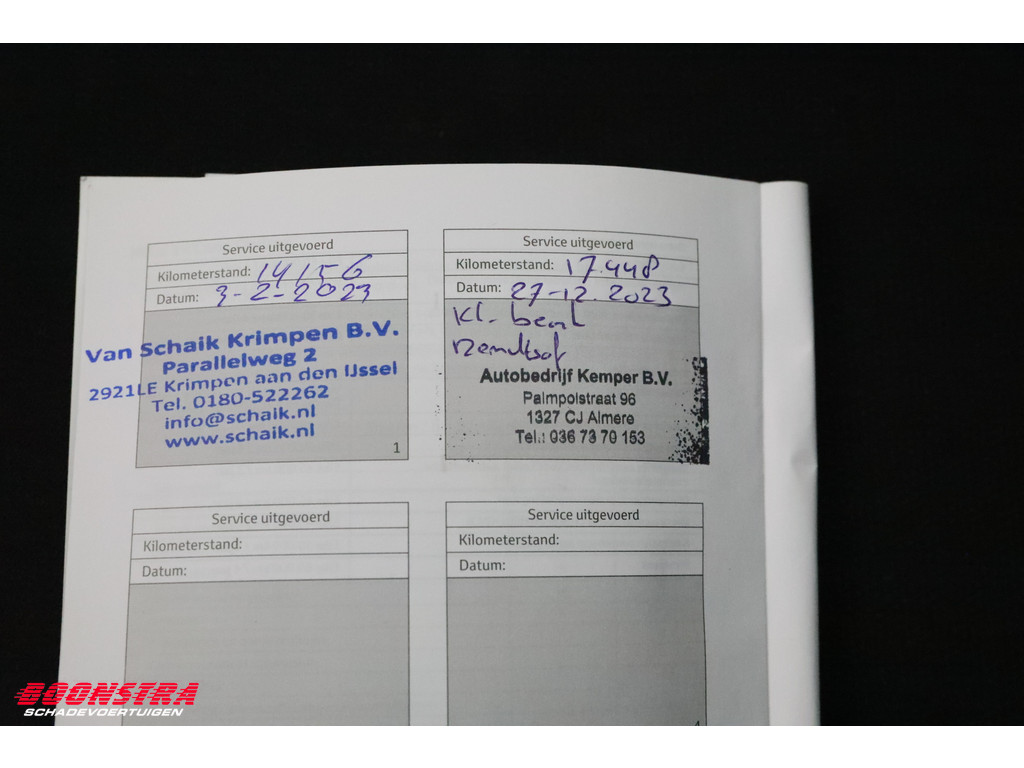 Service uitgevoerd
Kilometerstand: 14156
Datum: 3-2-2023
Van Schaik Krimpen B.V.
Parallelweg 2
2921LE Krimpen aan den IJssel
Tel. 0180-522262
info@schaik.nl
www.schaik.nl
1
Service uitgevoerd
Kilometerstand: 17.448
Datum: 27-12-2023
Kl. beurt
Autobedrijf Kemper B.V.
Palmpolstraat 96
1327 CJ Almere
Tel.: 036 73 70 153
Service uitgevoerd
Kilometerstand:
Datum:
Service uitgevoerd
Kilometerstand:
Datum:
BOONSTRA
SCHADEVOERTUIGEN